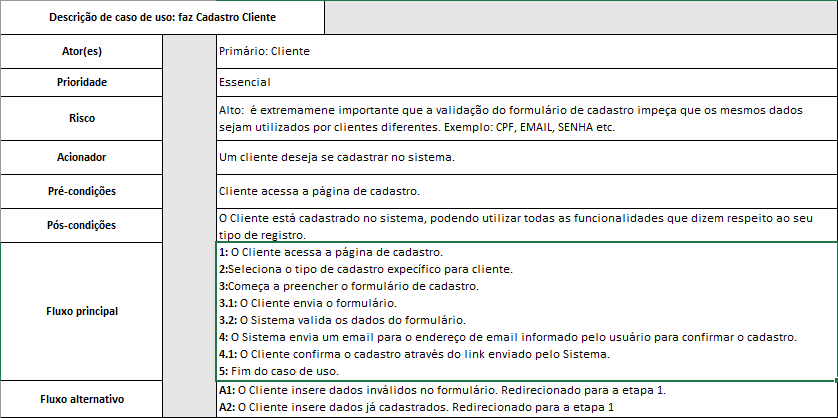 Descrição de caso de uso: faz Cadastro Cliente
Ator(es)
Primário: Cliente
Prioridade
Essencial
Risco
Alto:  é extremamene importante que a validação do formulário de cadastro impeça que os mesmos dados
sejam utilizados por clientes diferentes. Exemplo: CPF, EMAIL, SENHA etc.
Acionador
Um cliente deseja se cadastrar no sistema.
Pré-condições
Cliente acessa a página de cadastro.
Pós-condições
O Cliente está cadastrado no sistema, podendo utilizar todas as funcionalidades que dizem respeito ao seu
tipo de registro.
Fluxo principal
1: O Cliente acessa a página de cadastro.
2:Seleciona o tipo de cadastro expecífico para cliente.
3:Começa a preencher o formulário de cadastro.
3.1: O Cliente envia o formulário.
3.2: O Sistema valida os dados do formulário.
4: O Sistema envia um email para o endereço de email informado pelo usuário para confirmar o cadastro.
4.1: O Cliente confirma o cadastro através do link enviado pelo Sistema.
5: Fim do caso de uso.
Fluxo alternativo
A1: O Cliente insere dados inválidos no formulário. Redirecionado para a etapa 1.
A2: O Cliente insere dados já cadastrados. Redirecionado para a etapa 1